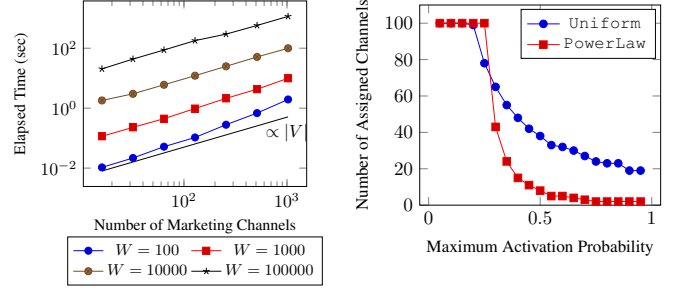 Elapsed Time (sec)
10^2
10^0
10^{-2}
∝ |V|
10^2
10^3
Number of Marketing Channels
W = 100
W = 1000
W = 10000
W = 100000
Number of Assigned Channels
100
80
60
40
20
0
Uniform
PowerLaw
0
0.5
1
Maximum Activation Probability